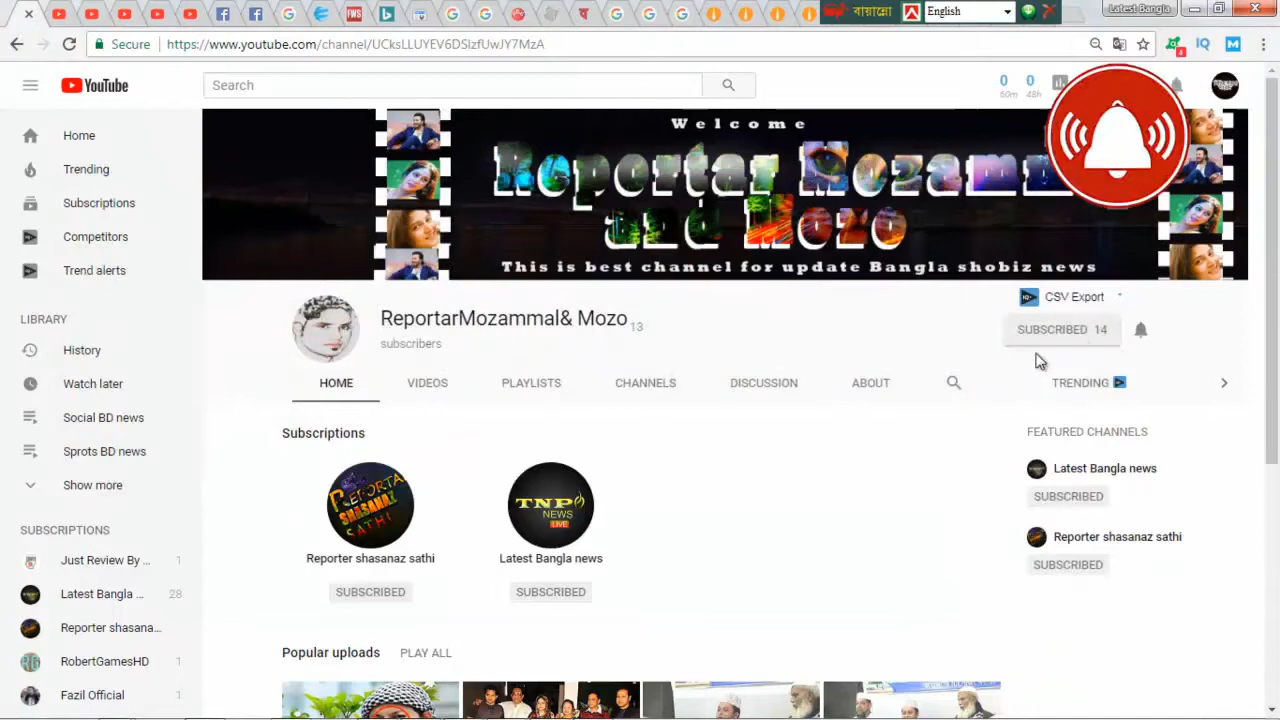 বায়ান্নো English Latest Bangla
Secure https://www.youtube.com/channel/UCksLLUYEV6DSlzfUwJY7MzA
4 IQ M
YouTube Search 0 0
60m 48h
Welcome
Reportar Mozamm
and Mozo
This is best channel for update Bangla shobiz news
Home
Trending
Subscriptions
Competitors
Trend alerts
LIBRARY
History
Watch later
Social BD news
Sprots BD news
Show more
SUBSCRIPTIONS
Just Review By ... 1
Latest Bangla ... 28
Reporter shasana... 
RobertGamesHD 1
Fazil Official 1
CSV Export
ReportarMozammal& Mozo 13
subscribers
SUBSCRIBED 14
HOME VIDEOS PLAYLISTS CHANNELS DISCUSSION ABOUT TRENDING
Subscriptions
REPORTAR
SHASANAZ
SATHI
TNP
NEWS
LIVE
Reporter shasanaz sathi Latest Bangla news
SUBSCRIBED SUBSCRIBED
FEATURED CHANNELS
Latest Bangla news
SUBSCRIBED
Reporter shasanaz sathi
SUBSCRIBED
Popular uploads PLAY ALL